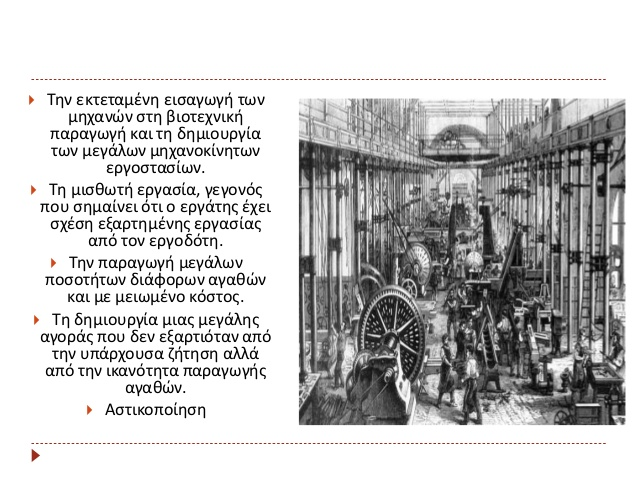 Την εκτεταμένη εισαγωγή των
μηχανών στη βιοτεχνική
παραγωγή και τη δημιουργία
των μεγάλων μηχανοκίνητων
εργοστασίων.
Τη μισθωτή εργασία, γεγονός
που σημαίνει ότι ο εργάτης έχει
σχέση εξαρτημένης εργασίας
από τον εργοδότη.
Την παραγωγή μεγάλων
ποσοτήτων διάφορων αγαθών
και με μειωμένο κόστος.
Τη δημιουργία μιας μεγάλης
αγοράς που δεν εξαρτιόταν από
την υπάρχουσα ζήτηση αλλά
από την ικανότητα παραγωγής
αγαθών.
Αστικοποίηση